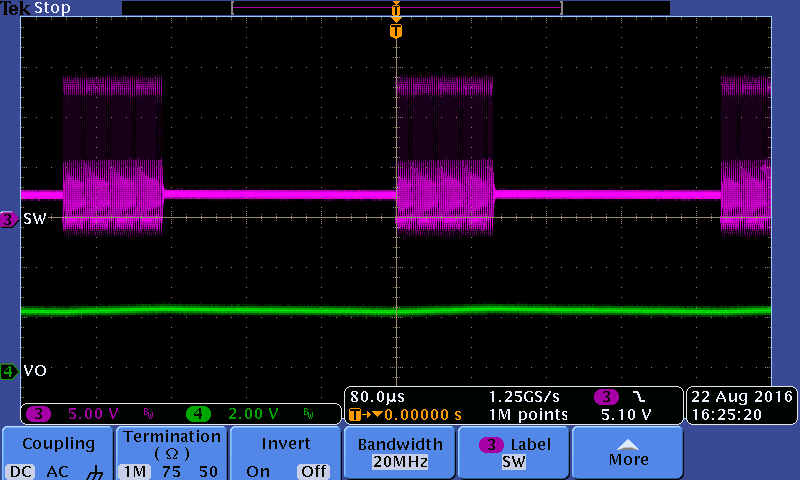 Tek Stop
T
T
3 SW
4 VO
3 5.00 V BW 4 2.00 V BW
80.0µs 1.25GS/s 3
T→▼0.00000 s 1M points 5.10 V
22 Aug 2016
16:25:20
Coupling
DC AC
Termination
(Ω)
1M 75 50
Invert
On Off
Bandwidth
20MHz
3 Label
SW
More